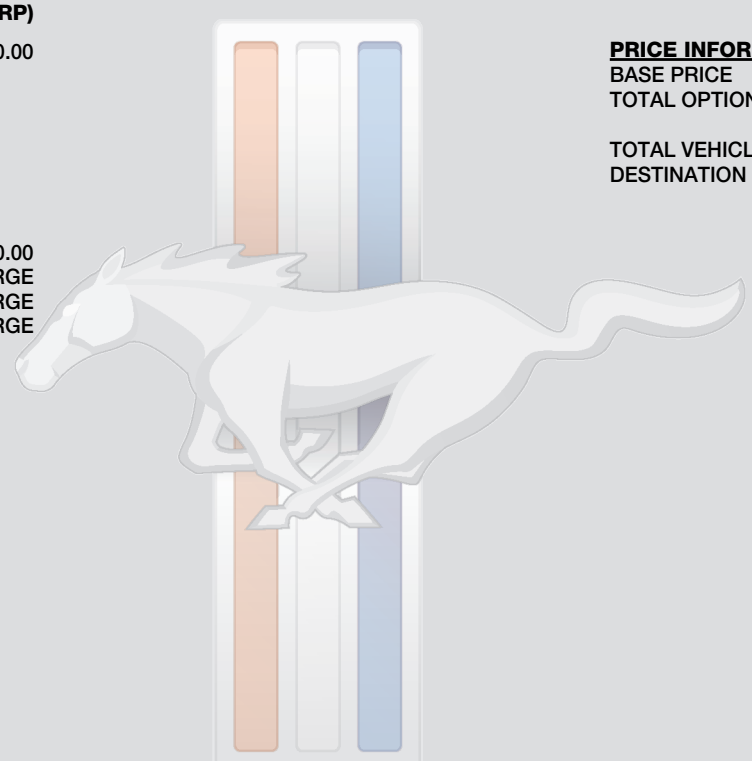 RP)
0.00
0.00
RGE
RGE
RGE
PRICE INFOR
BASE PRICE
TOTAL OPTION
TOTAL VEHICL
DESTINATION